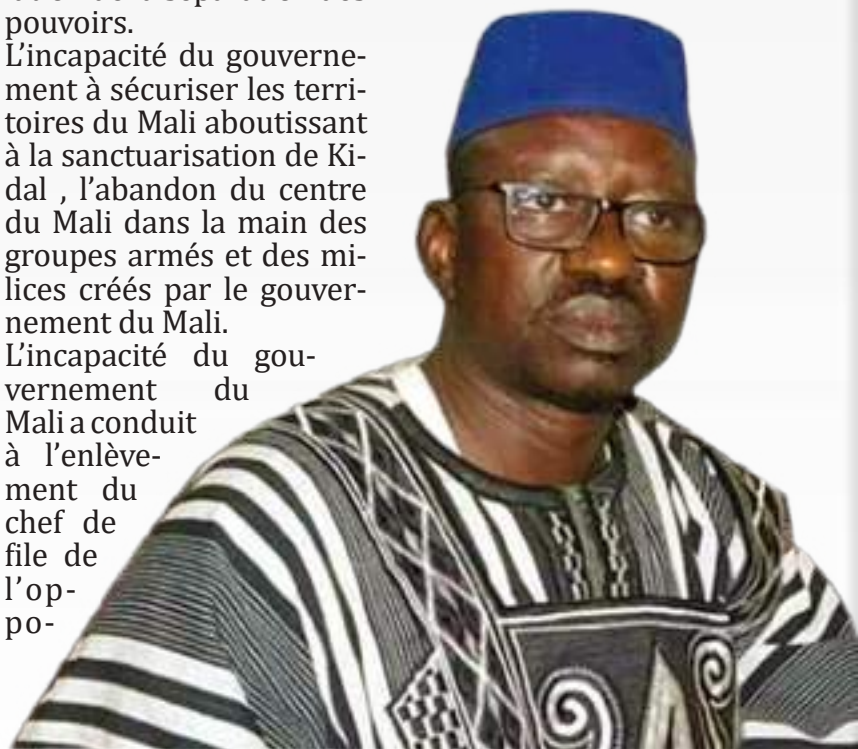 pouvoirs.
L’incapacité du gouverne-
ment à sécuriser les terri-
toires du Mali aboutissant
à la sanctuarisation de Ki-
dal , l’abandon du centre
du Mali dans la main des
groupes armés et des mi-
lices créés par le gouver-
nement du Mali.
L’incapacité du gou-
vernement du
Mali a conduit
à l’enlève-
ment du
chef de
file de
l’op-
po-